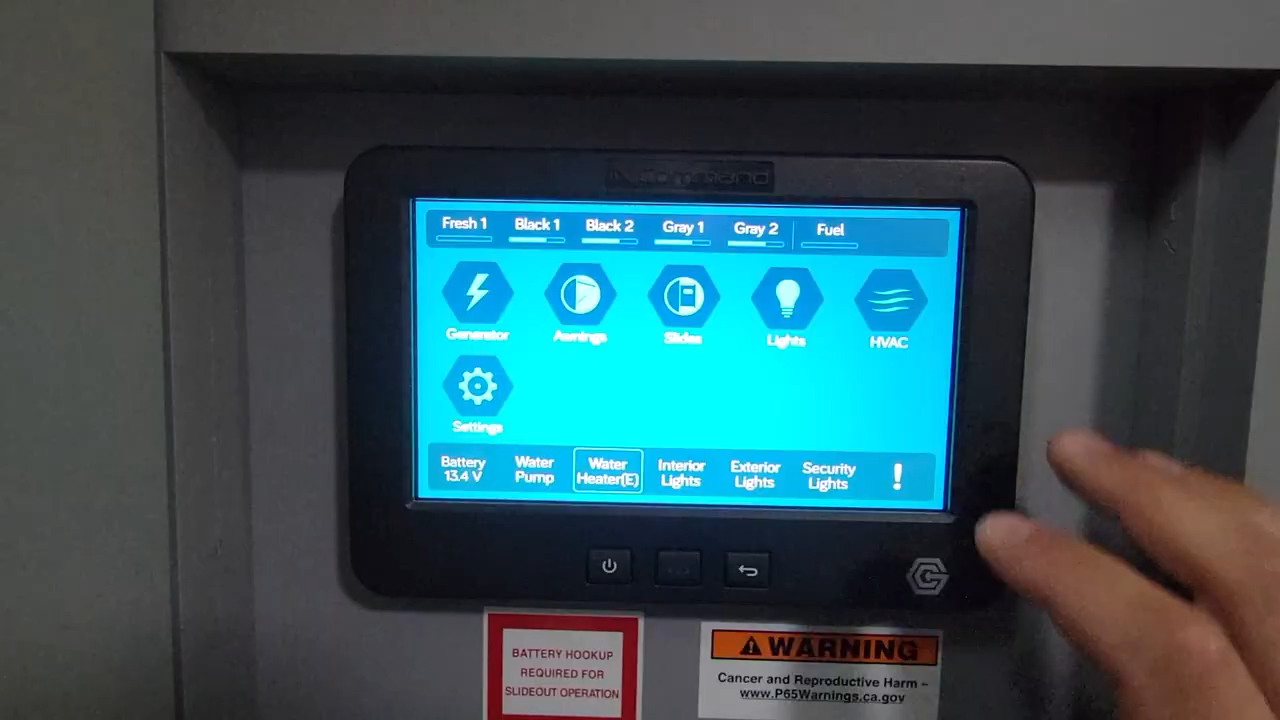 iN.Command
Fresh 1 Black 1 Black 2 Gray 1 Gray 2 Fuel
Generator Awnings Slides Lights HVAC
Settings
Battery 13.4 V
Water Pump
Water Heater(E)
Interior Lights
Exterior Lights
Security Lights
!
BATTERY HOOKUP
REQUIRED FOR
SLIDEOUT OPERATION
WARNING
Cancer and Reproductive Harm –
www.P65Warnings.ca.gov